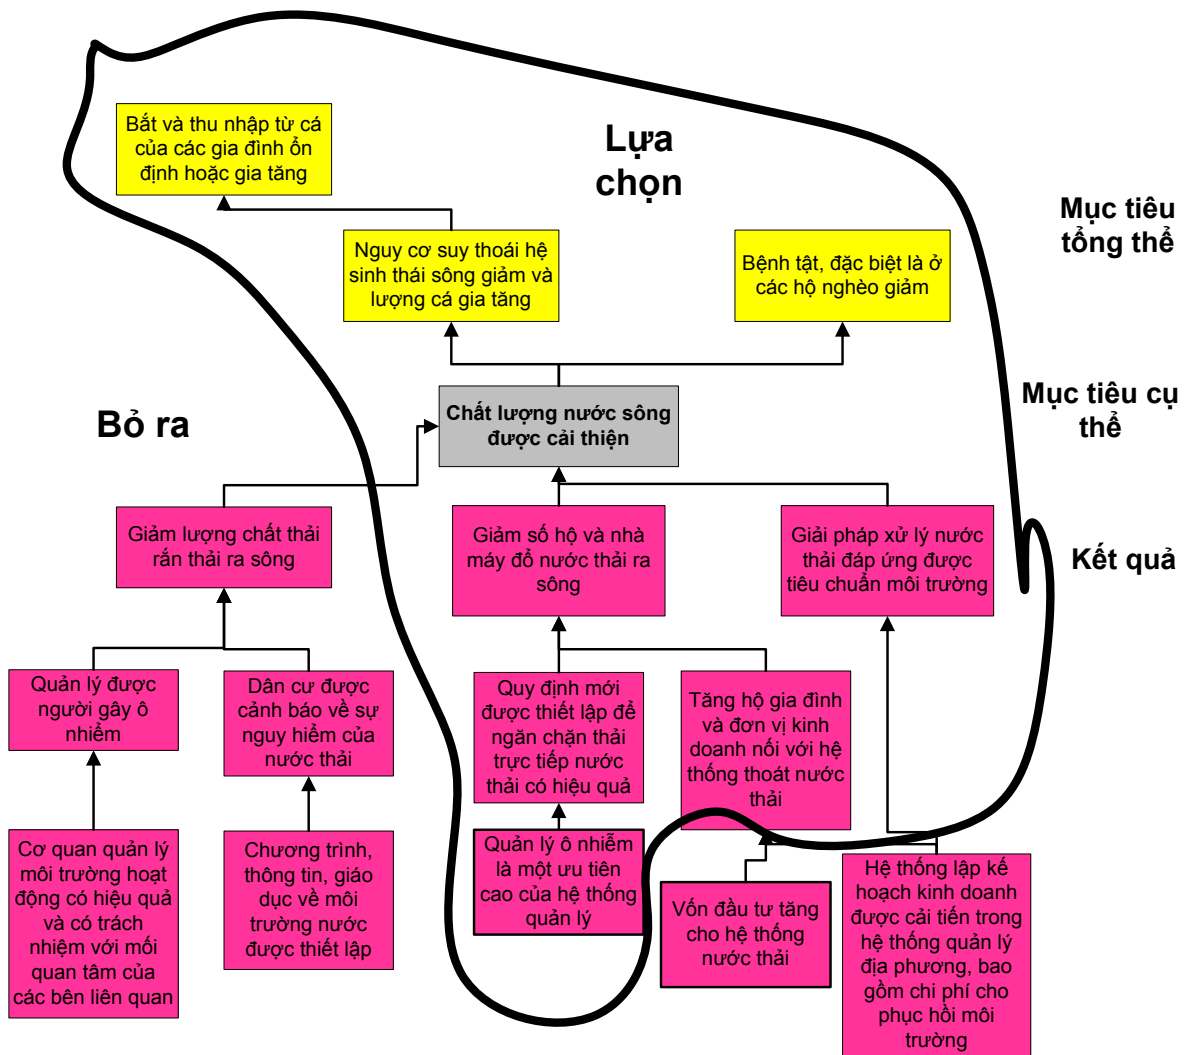 Bắt và thu nhập từ cá
của các gia đình ổn
định hoặc gia tăng
Lựa
chọn
Mục tiêu
tổng thể
Nguy cơ suy thoái hệ
sinh thái sông giảm và
lượng cá gia tăng
Bệnh tật, đặc biệt là ở
các hộ nghèo giảm
Bỏ ra
Chất lượng nước sông
được cải thiện
Mục tiêu cụ
thể
Giảm lượng chất thải
rắn thải ra sông
Giảm số hộ và nhà
máy đổ nước thải ra
sông
Giải pháp xử lý nước
thải đáp ứng được
tiêu chuẩn môi trường
Kết quả
Quản lý được
người gây ô
nhiểm
Dân cư được
cảnh báo về sự
nguy hiểm của
nước thải
Quy định mới
được thiết lập để
ngăn chặn thải
trực tiếp nước
thải có hiệu quả
Tăng hộ gia đình
và đơn vị kinh
doanh nối với hệ
thống thoát nước
thải
Cơ quan quản lý
môi trường hoạt
động có hiệu quả
và có trách
nhiệm với mối
quan tâm của
các bên liên quan
Chương trình,
thông tin, giáo
dục về môi
trường nước
được thiết lập
Quản lý ô nhiễm
là một ưu tiên
cao của hệ thống
quản lý
Vốn đầu tư tăng
cho hệ thống
nước thải
Hệ thống lập kế
hoạch kinh doanh
được cải tiến trong
hệ thống quản lý
địa phương, bao
gồm chi phí cho
phục hồi môi
trường